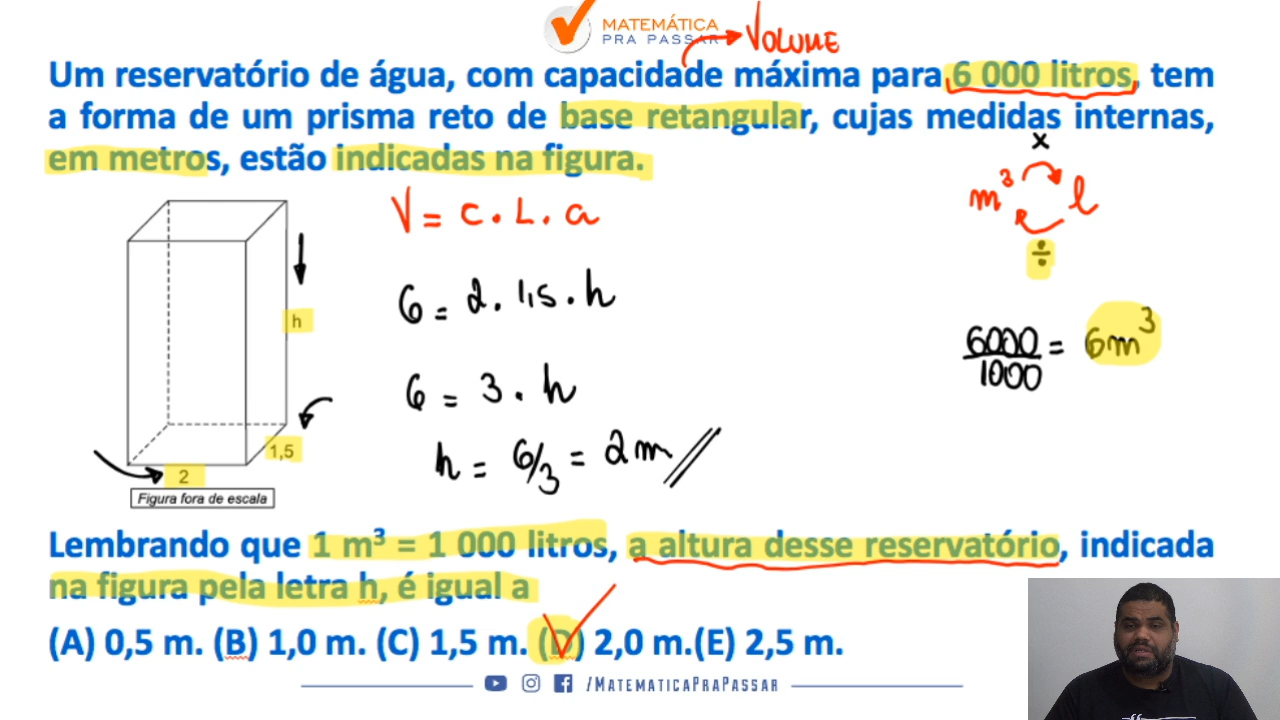 MATEMÁTICA
PRA PASSAR
VOLUME
Um reservatório de água, com capacidade máxima para 6 000 litros, tem
a forma de um prisma reto de base retangular, cujas medidas internas,
em metros, estão indicadas na figura.
x
m³ l
÷
V = C . L . a
6 = 2 . 1,5 . h
h
6000/1000 = 6m³
6 = 3 . h
1,5
h = 6/3 = 2m
2
Figura fora de escala
Lembrando que 1 m³ = 1 000 litros, a altura desse reservatório, indicada
na figura pela letra h, é igual a
(A) 0,5 m. (B) 1,0 m. (C) 1,5 m. (D) 2,0 m.(E) 2,5 m.
/MATEMATICAPRAPASSAR